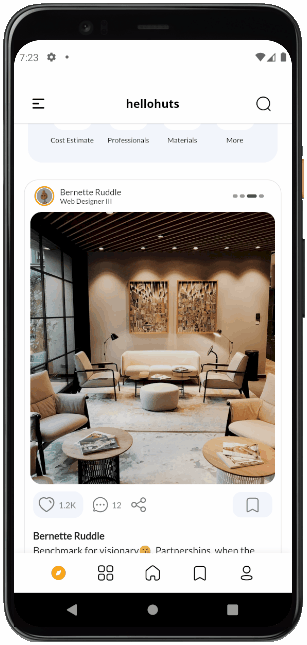 7:23
hellohuts
Cost Estimate Professionals Materials More
Bernette Ruddle
Web Designer III
1.2K 12
Bernette Ruddle
Benchmark for visionary🤗, Partnerships, when the